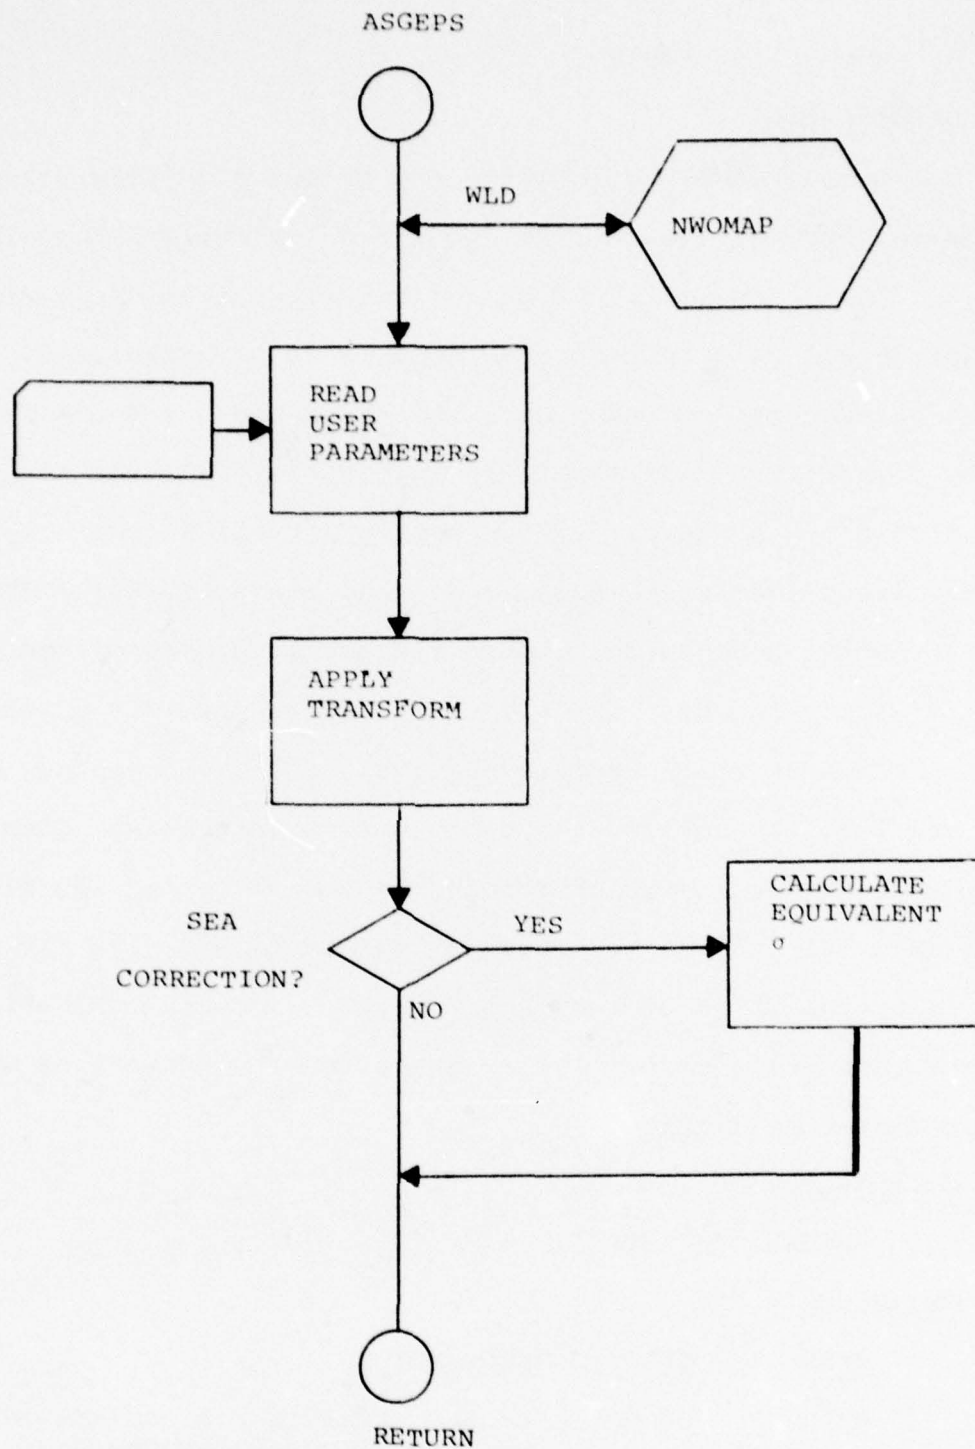 ASGEPS
WLD
NWOMAP
READ
USER
PARAMETERS
APPLY
TRANSFORM
SEA
CORRECTION?
YES
CALCULATE
EQUIVALENT
σ
NO
RETURN